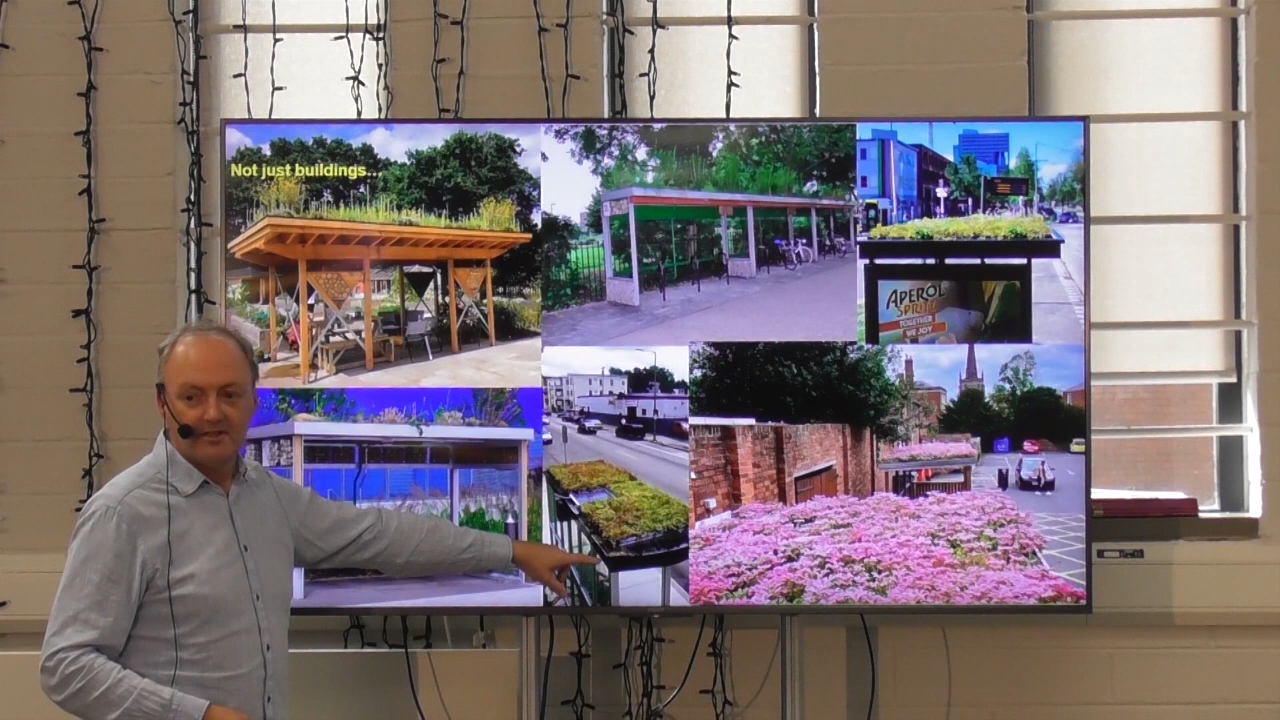 Not just buildings...
APEROL
SPRITZ
TOGETHER
WE JOY